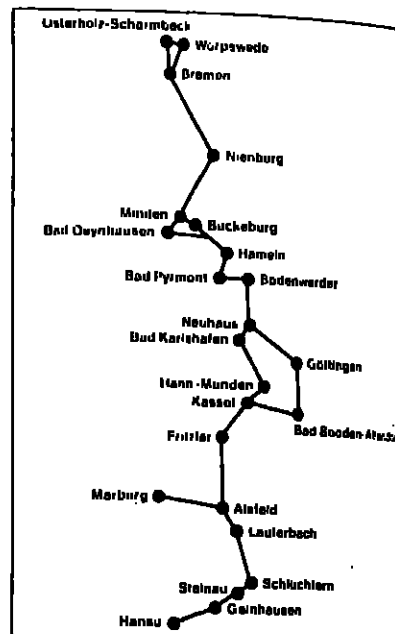 Osterholz-Scharmbeck
Worpswede
Bremen
Nienburg
Minden
Bückeburg
Bad Oeynhausen
Hameln
Bad Pyrmont
Bodenwerder
Neuhaus
Bad Karlshafen
Göttingen
Hann-Münden
Kassel
Bad Sooden-
Fritzlar
Marburg
Alsfeld
Lauterbach
Schlüchtern
Steinau
Gelnhausen
Hanau